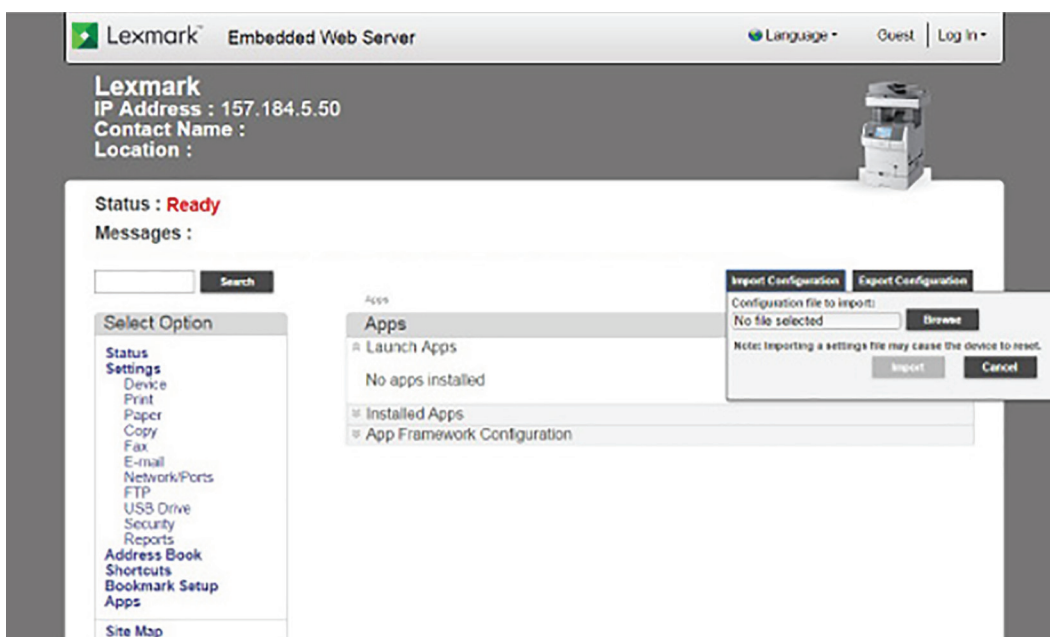 Lexmark™ Embedded Web Server
Language
Guest | Log In
Lexmark
IP Address : 157.184.5.50
Contact Name :
Location :
Status : Ready
Messages :
Search
Import Configuration
Export Configuration
Configuration file to import:
No file selected
Browse
Note: Importing a settings file may cause the device to reset.
Import
Cancel
Select Option
Status
Settings
Device
Print
Paper
Copy
Fax
E-mail
Network/Ports
FTP
USB Drive
Security
Reports
Address Book
Shortcuts
Bookmark Setup
Apps
Site Map
Apps
Apps
Launch Apps
No apps installed
Installed Apps
App Framework Configuration